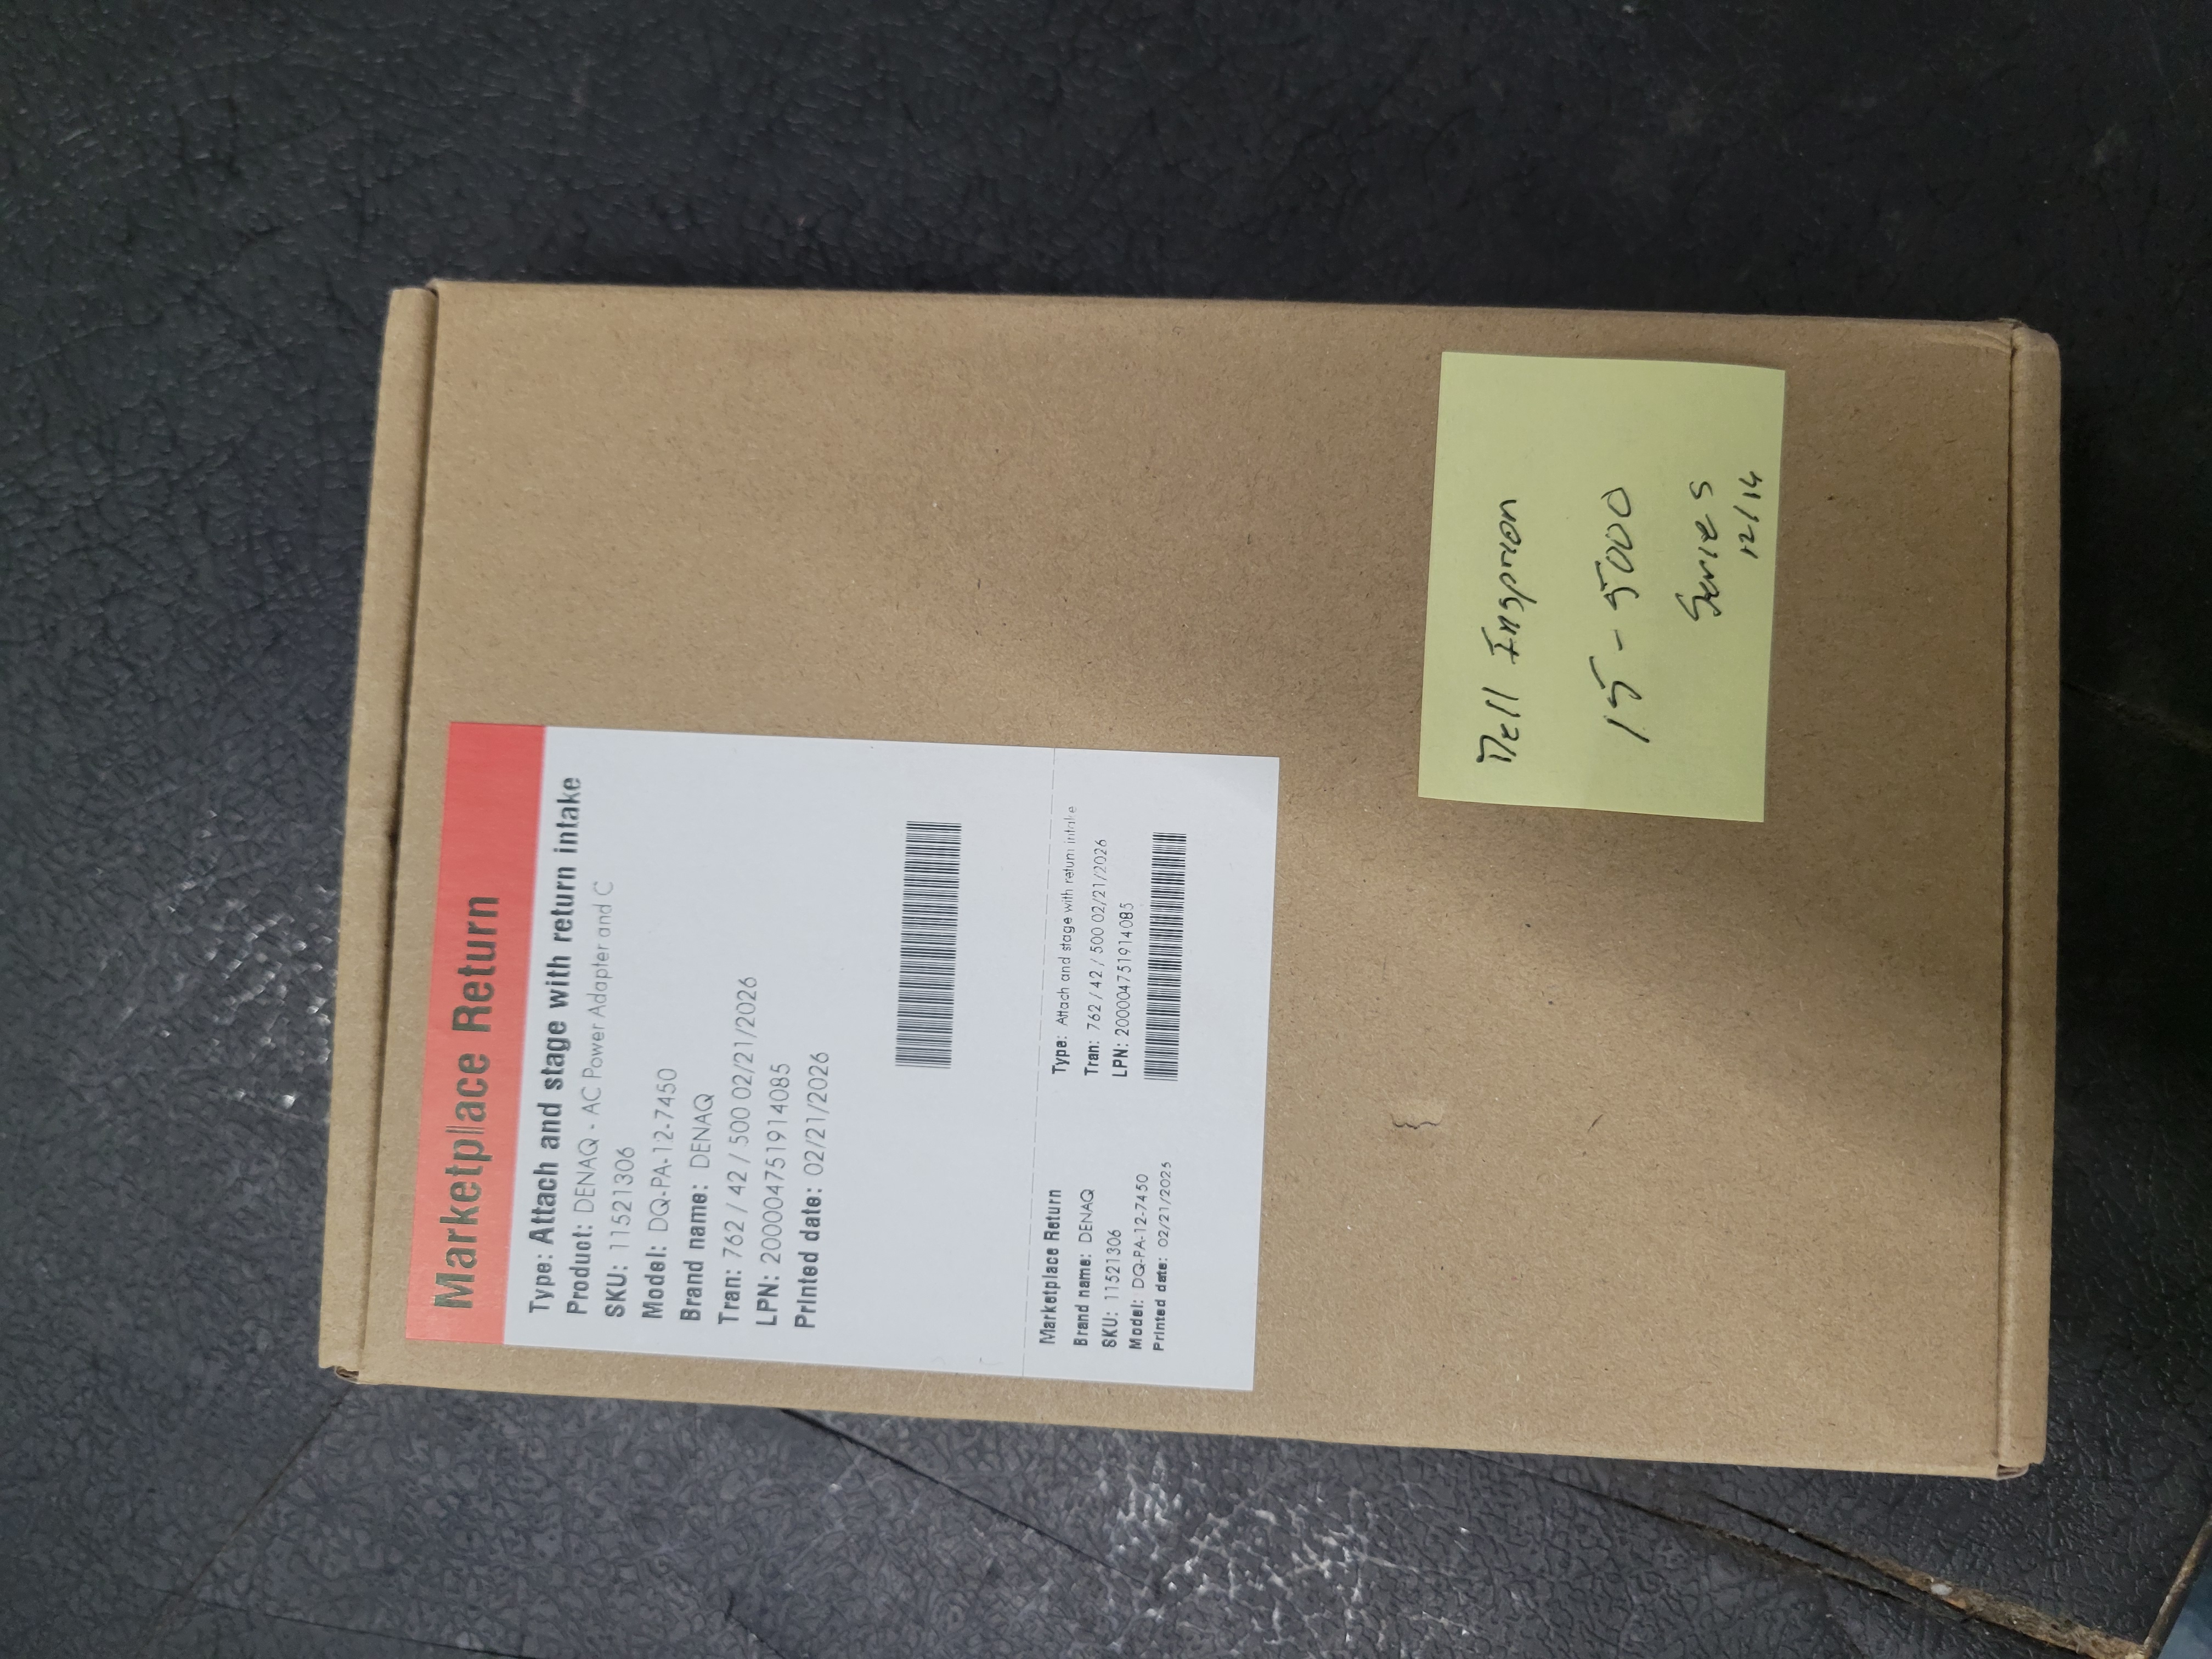 Marketplace Return
Type: Attach and stage with return intake
Product: DENAQ - AC Power Adapter and C
SKU: 11521306
Model: DQ-PA-12-7450
Brand name: DENAQ
Tran: 762 / 42 / 500 02/21/2026
LPN: 20000475191 4085
Printed date: 02/21/2026
Marketplace Return
Brand name: DENAQ
SKU: 11521306
Model: DQ-PA-12-7450
Printed date: 02/21/2026
Type: Attach and stage with return intake
Tran: 762 / 42 / 500 02/21/2026
LPN: 200004751914085
Dell Inspiron
15 - 5000
Series
12/14